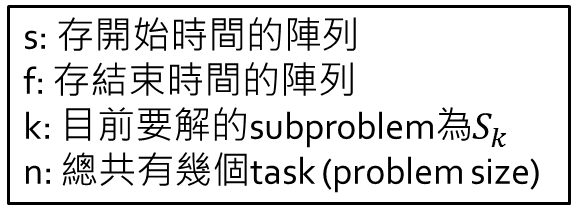 s: 存開始時間的陣列
f: 存結束時間的陣列
k: 目前要解的subproblem為Sₖ
n: 總共有幾個task (problem size)